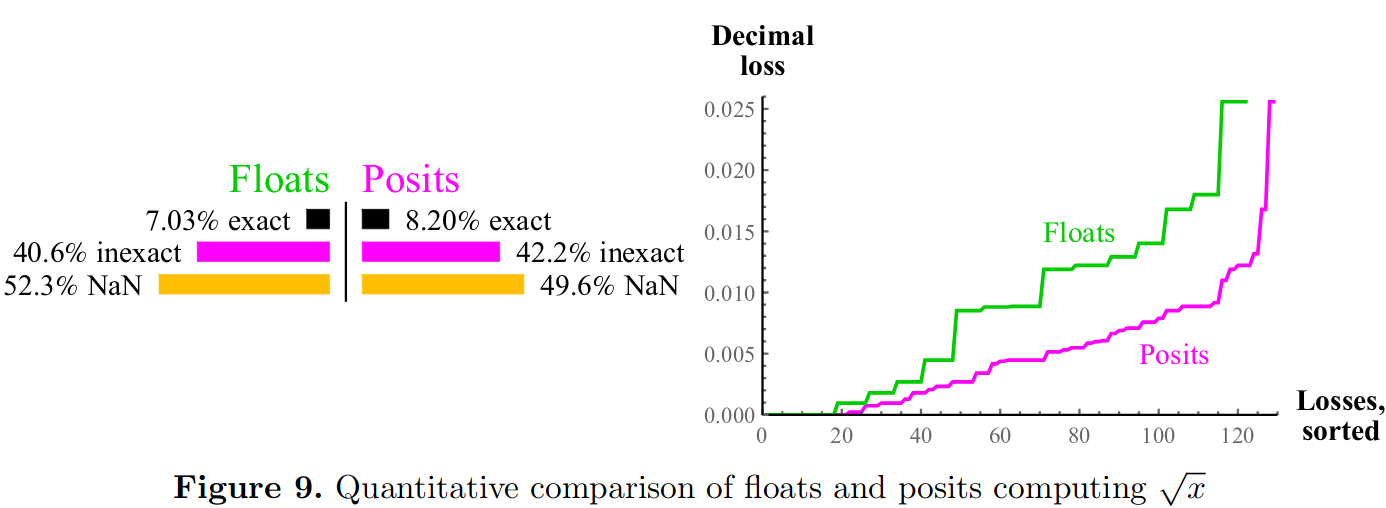 Floats Posits
7.03% exact 8.20% exact
40.6% inexact 42.2% inexact
52.3% NaN 49.6% NaN
Decimal
loss
0.025
0.020
0.015
0.010
0.005
0.000
Floats
Posits
0 20 40 60 80 100 120
Losses,
sorted
Figure 9. Quantitative comparison of floats and posits computing √x